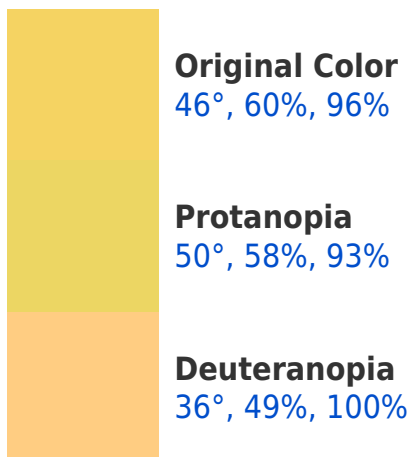 Original Color
46°, 60%, 96%
Protanopia
50°, 58%, 93%
Deuteranopia
36°, 49%, 100%